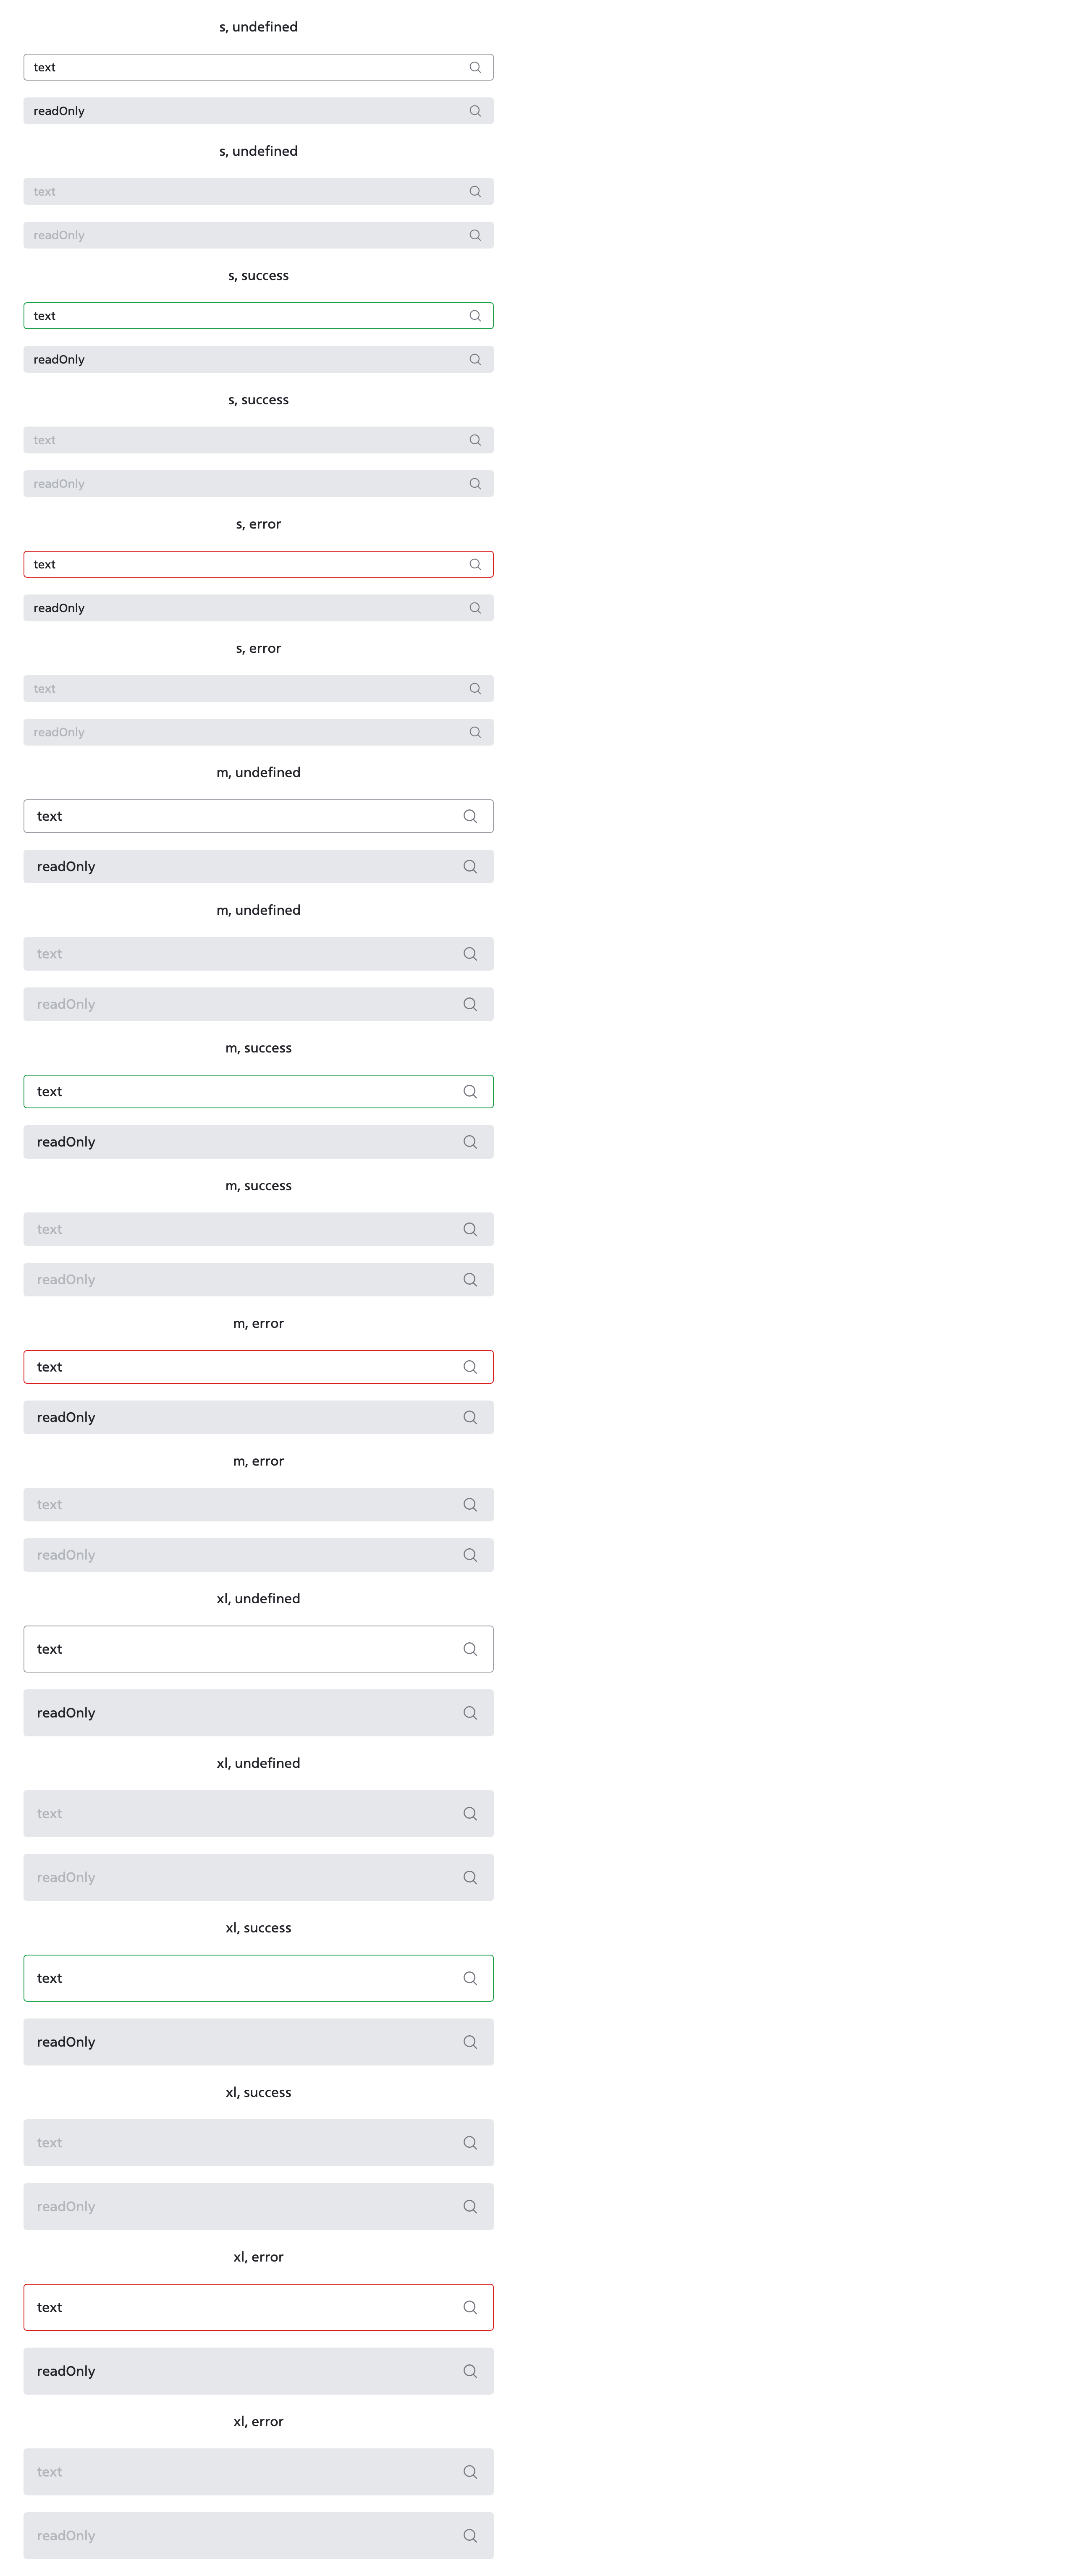 s, undefined
text
readOnly
s, undefined
text
readOnly
s, success
text
readOnly
s, success
text
readOnly
s, error
text
readOnly
s, error
text
readOnly
m, undefined
text
readOnly
m, undefined
text
readOnly
m, success
text
readOnly
m, success
text
readOnly
m, error
text
readOnly
m, error
text
readOnly
xl, undefined
text
readOnly
xl, undefined
text
readOnly
xl, success
text
readOnly
xl, success
text
readOnly
xl, error
text
readOnly
xl, error
text
readOnly